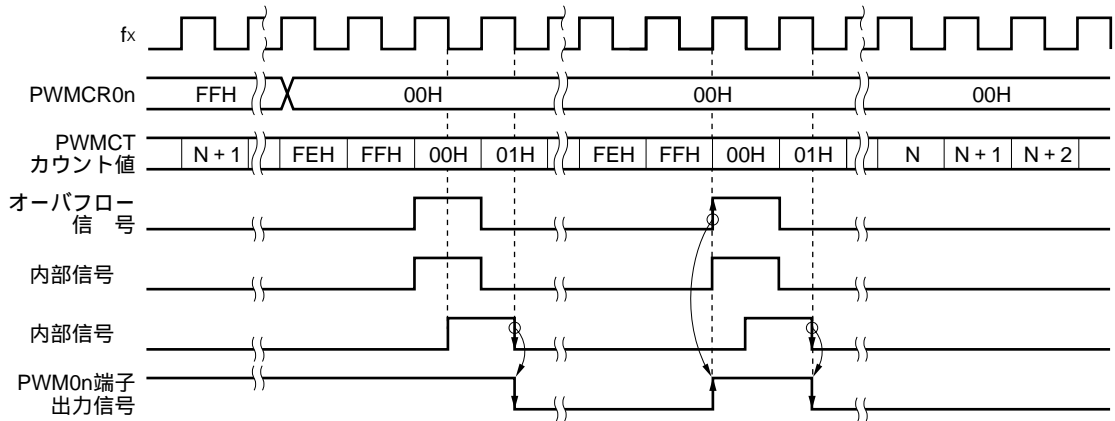 fx
PWMCR0n FFH 00H 00H 00H
PWMCT
カウント値 N + 1 FEH FFH 00H 01H FEH FFH 00H 01H N N + 1 N + 2
オーバフロー
信 号
内部信号
内部信号
PWM0n端子
出力信号